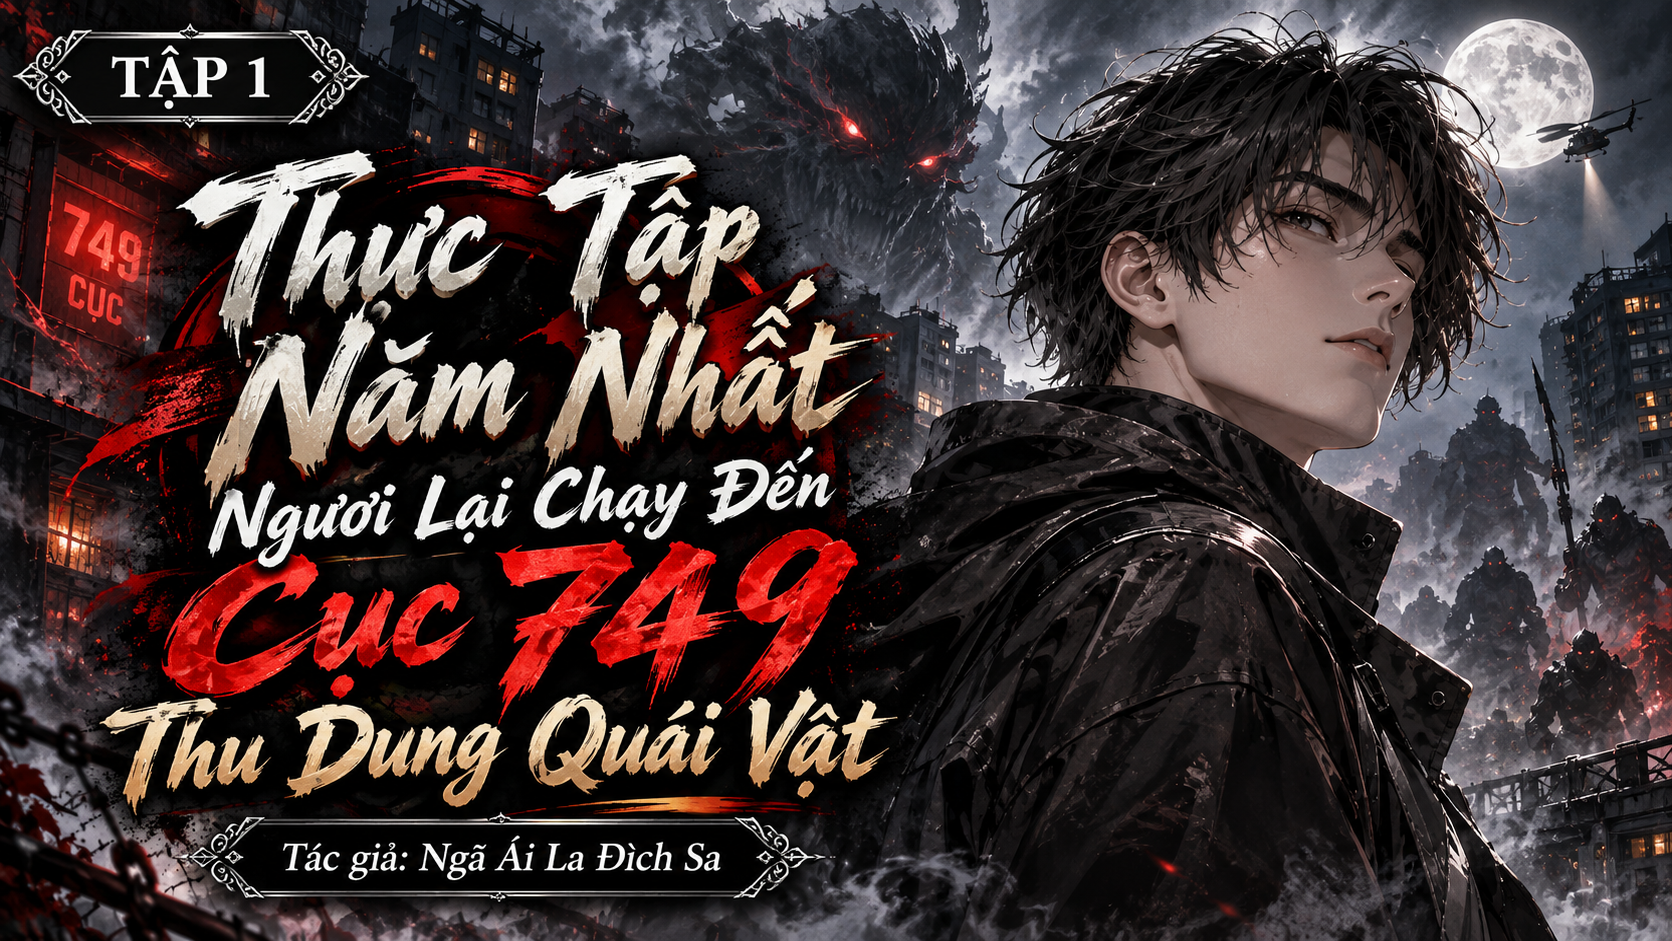 TẬP 1
749
CỤC
Thực Tập
Năm Nhất
Ngươi Lại Chạy Đến
Cục 749
Thu Dung Quái Vật
Tác giả: Ngã Ái La Đình Sa